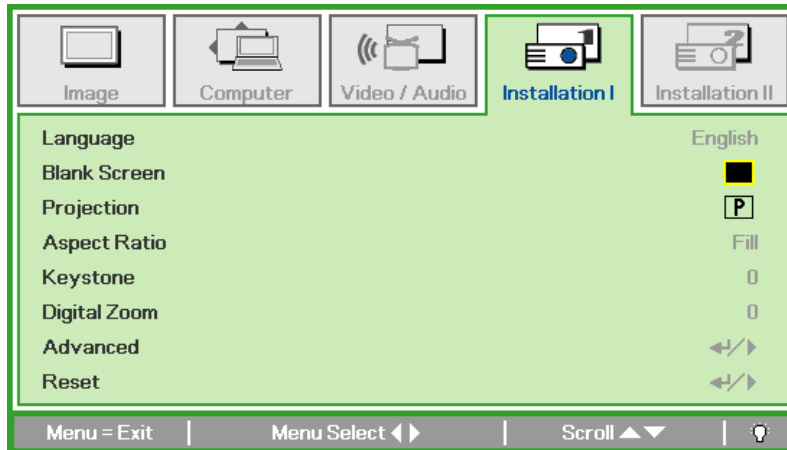 Image
Computer
Video / Audio
Installation I
Installation II
Language English
Blank Screen
Projection P
Aspect Ratio Fill
Keystone 0
Digital Zoom 0
Advanced
Reset
Menu = Exit | Menu Select | Scroll |